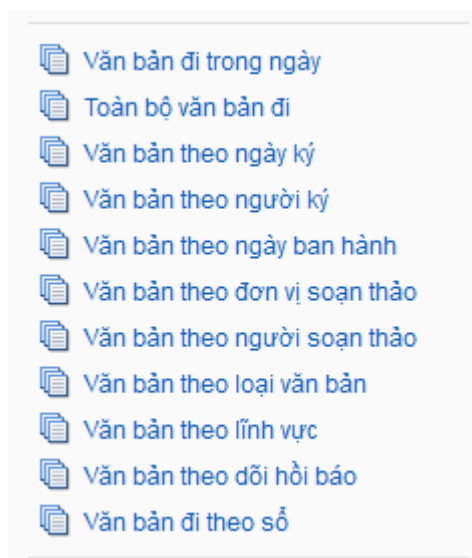 Văn bản đi trong ngày
Toàn bộ văn bản đi
Văn bản theo ngày ký
Văn bản theo người ký
Văn bản theo ngày ban hành
Văn bản theo đơn vị soạn thảo
Văn bản theo người soạn thảo
Văn bản theo loại văn bản
Văn bản theo lĩnh vực
Văn bản theo dõi hồi báo
Văn bản đi theo sổ